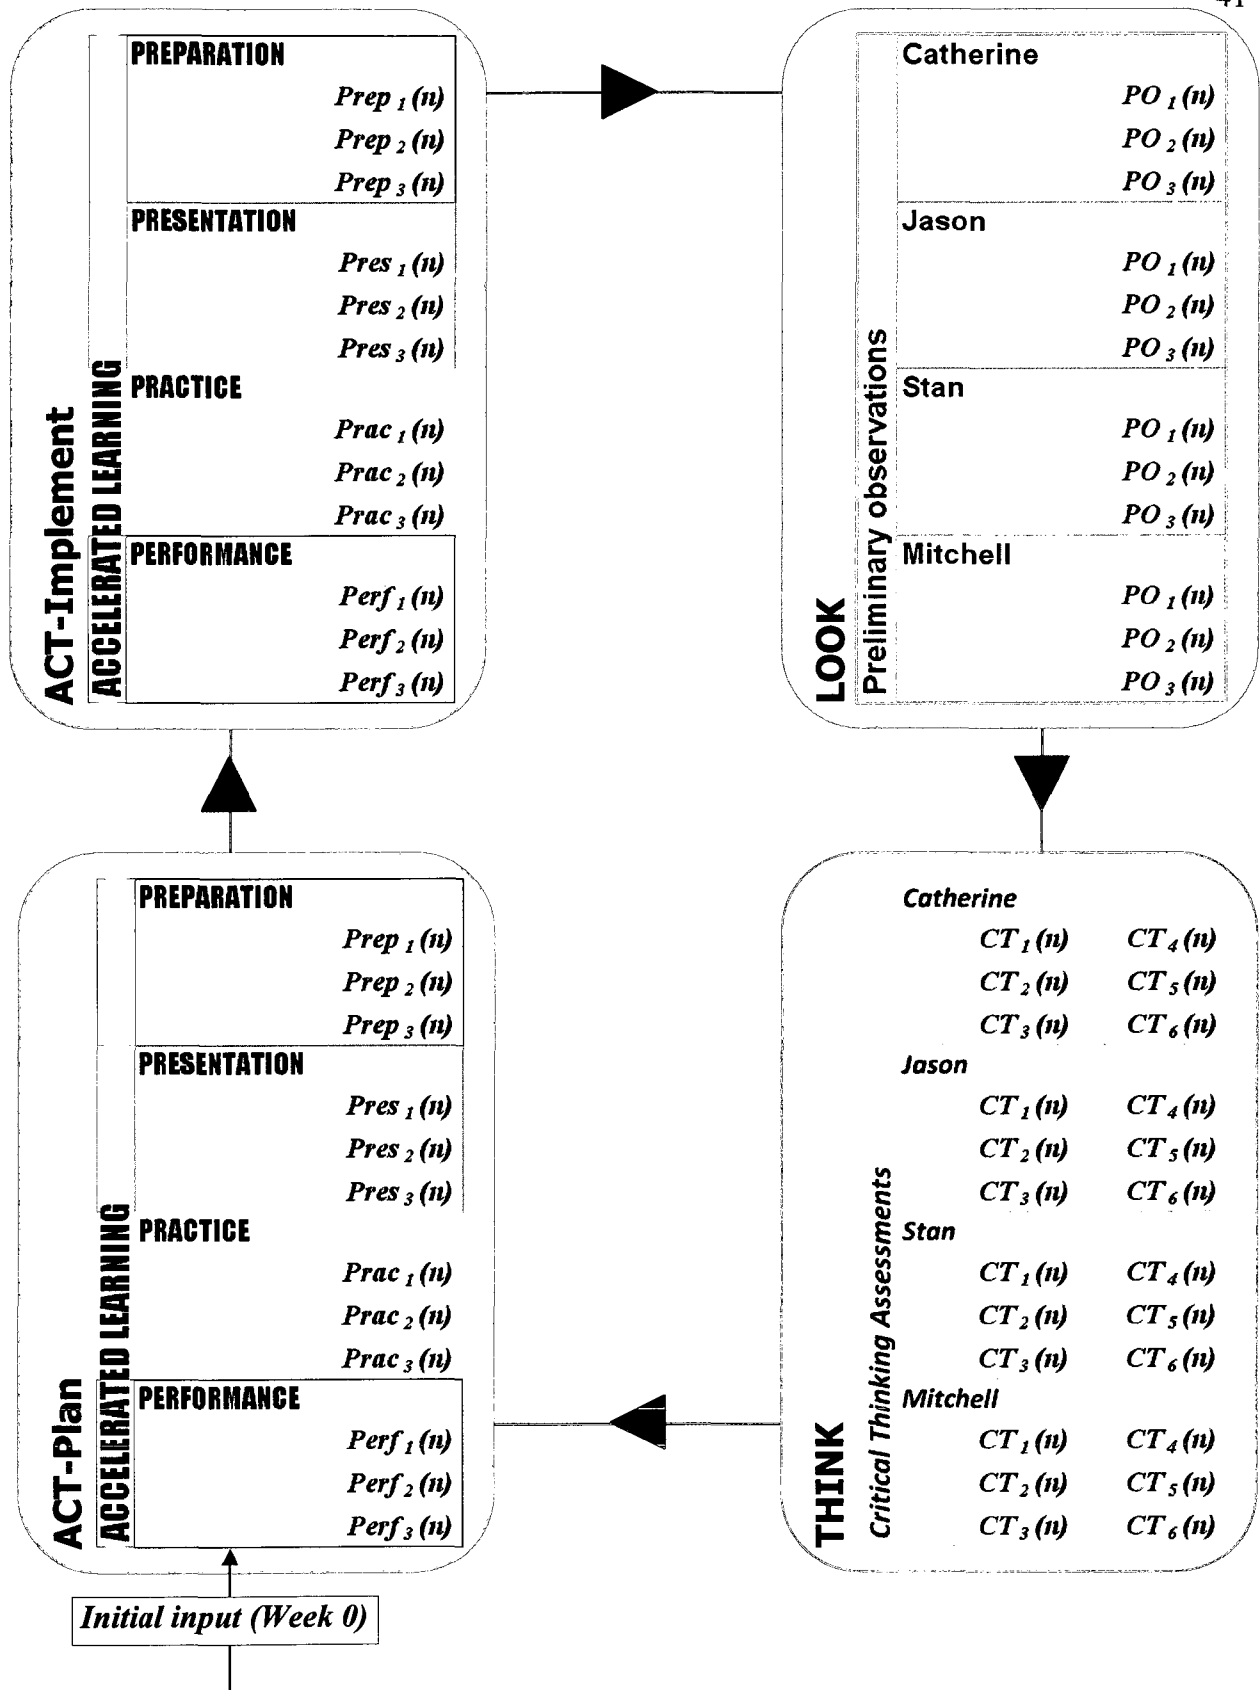 41
ACT-Implement
ACCELERATED LEARNING
PREPARATION
Prep 1 (n)
Prep 2 (n)
Prep 3 (n)
PRESENTATION
Pres 1 (n)
Pres 2 (n)
Pres 3 (n)
PRACTICE
Prac 1 (n)
Prac 2 (n)
Prac 3 (n)
PERFORMANCE
Perf 1 (n)
Perf 2 (n)
Perf 3 (n)
LOOK
Preliminary observations
Catherine
PO 1 (n)
PO 2 (n)
PO 3 (n)
Jason
PO 1 (n)
PO 2 (n)
PO 3 (n)
Stan
PO 1 (n)
PO 2 (n)
PO 3 (n)
Mitchell
PO 1 (n)
PO 2 (n)
PO 3 (n)
ACT-Plan
ACCELERATED LEARNING
PREPARATION
Prep 1 (n)
Prep 2 (n)
Prep 3 (n)
PRESENTATION
Pres 1 (n)
Pres 2 (n)
Pres 3 (n)
PRACTICE
Prac 1 (n)
Prac 2 (n)
Prac 3 (n)
PERFORMANCE
Perf 1 (n)
Perf 2 (n)
Perf 3 (n)
THINK
Critical Thinking Assessments
Catherine
CT 1 (n) CT 4 (n)
CT 2 (n) CT 5 (n)
CT 3 (n) CT 6 (n)
Jason
CT 1 (n) CT 4 (n)
CT 2 (n) CT 5 (n)
CT 3 (n) CT 6 (n)
Stan
CT 1 (n) CT 4 (n)
CT 2 (n) CT 5 (n)
CT 3 (n) CT 6 (n)
Mitchell
CT 1 (n) CT 4 (n)
CT 2 (n) CT 5 (n)
CT 3 (n) CT 6 (n)
Initial input (Week 0)